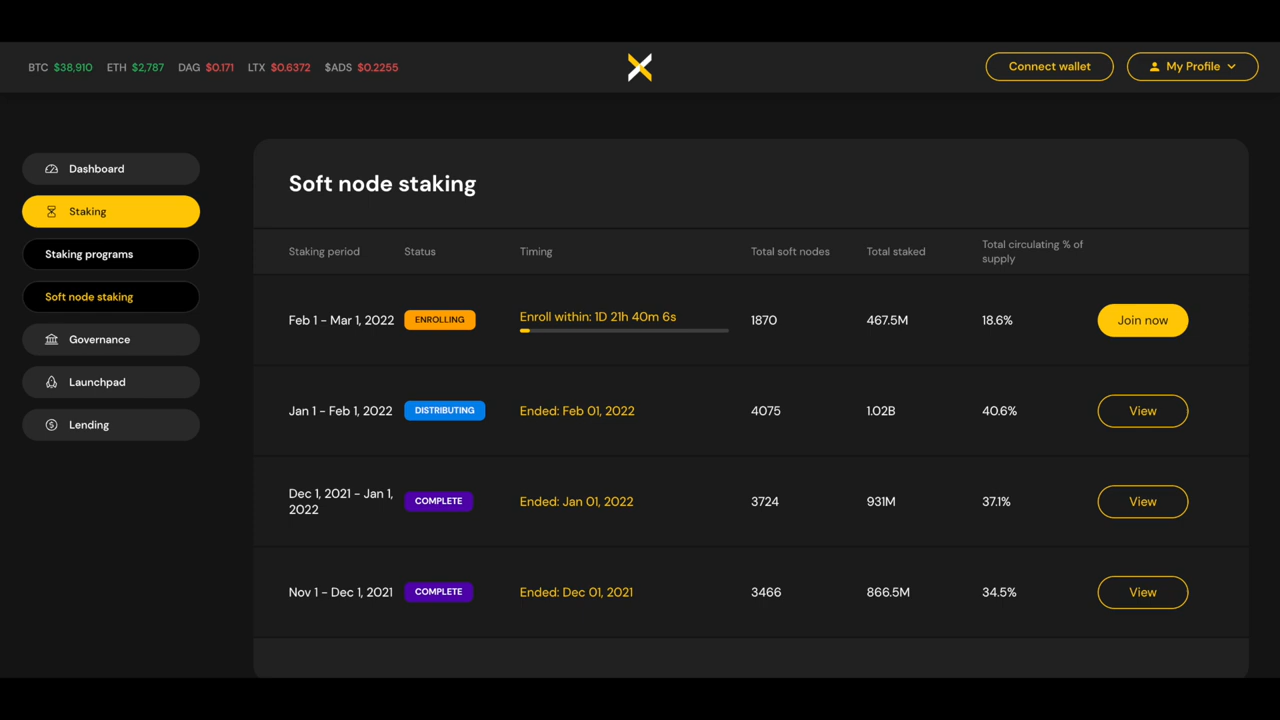 BTC $38,910 ETH $2,787 DAG $0.171 LTX $0.6372 $ADS $0.2255
Connect wallet
My Profile
Dashboard
Staking
Staking programs
Soft node staking
Governance
Launchpad
Lending
Soft node staking
Staking period Status Timing Total soft nodes Total staked Total circulating % of
supply
Feb 1 - Mar 1, 2022 ENROLLING Enroll within: 1D 21h 40m 6s 1870 467.5M 18.6% Join now
Jan 1 - Feb 1, 2022 DISTRIBUTING Ended: Feb 01, 2022 4075 1.02B 40.6% View
Dec 1, 2021 - Jan 1,
2022 COMPLETE Ended: Jan 01, 2022 3724 931M 37.1% View
Nov 1 - Dec 1, 2021 COMPLETE Ended: Dec 01, 2021 3466 866.5M 34.5% View